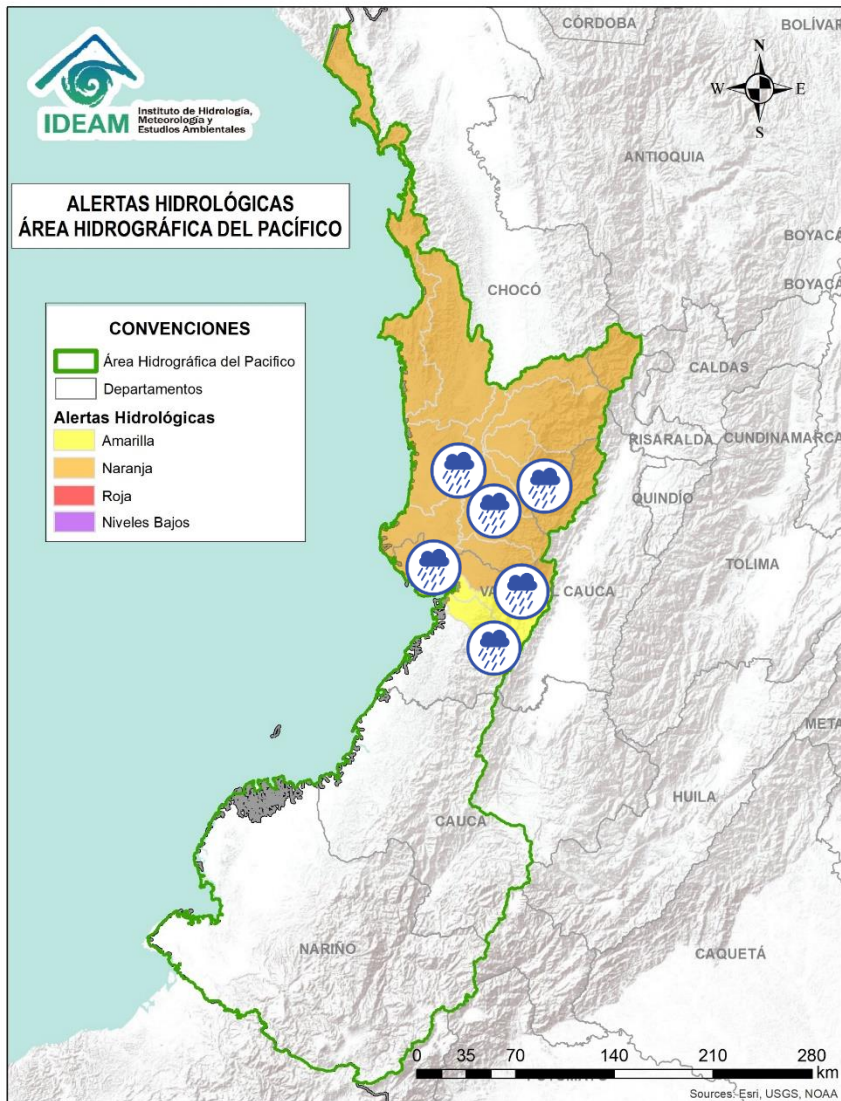 IDEAM
Instituto de Hidrología,
Meteorología y
Estudios Ambientales
ALERTAS HIDROLÓGICAS
ÁREA HIDROGRÁFICA DEL PACÍFICO
CONVENCIONES
Área Hidrográfica del Pacifico
Departamentos
Alertas Hidrológicas
Amarilla
Naranja
Roja
Niveles Bajos
N
W
E
S
CÓRDOBA
BOLÍVAR
ANTIOQUIA
BOYACÁ
BOYACÁ
CHOCÓ
CALDAS
RISARALDA
CUNDINAMARCA
QUINDÍO
TOLIMA
CAUCA
META
HUILA
CAUCA
NARIÑO
CAQUETÁ
0 35 70 140 210 280
km
Sources: Esri, USGS, NOAA